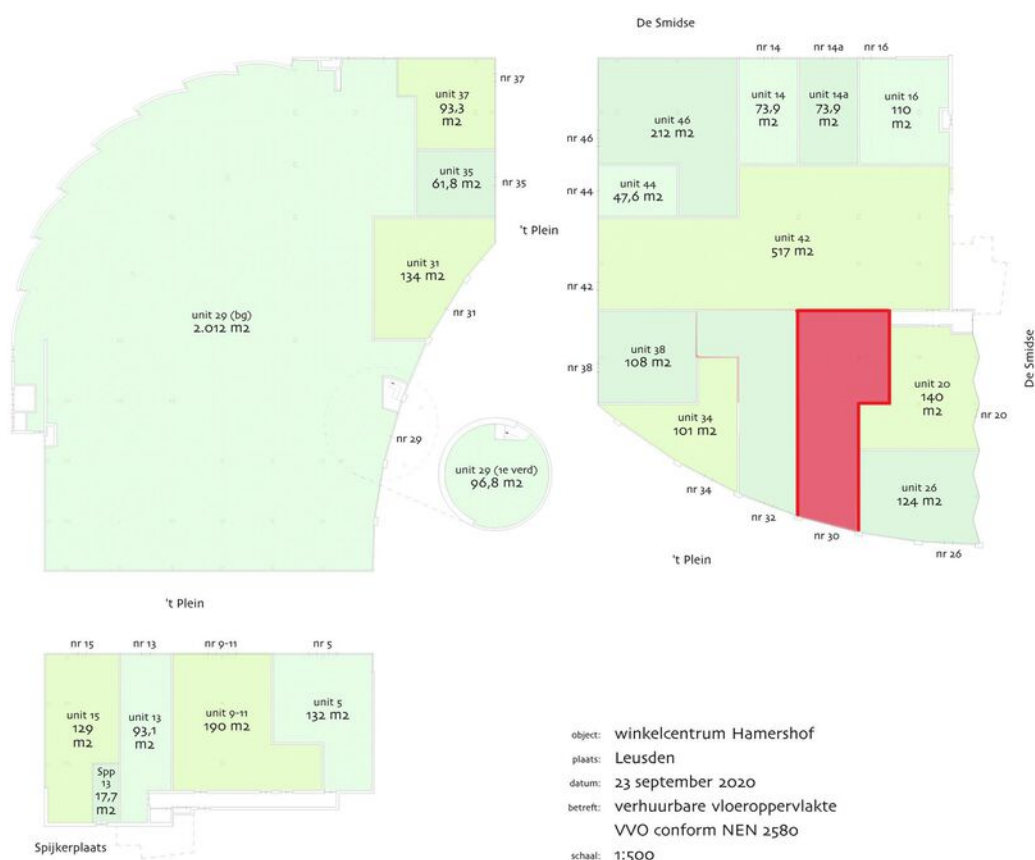 De Smidse
nr 14
nr 14a
nr 16
nr 37
unit 37
93,3
m2
unit 35
61,8 m2
nr 35
't Plein
unit 31
134 m2
nr 31
unit 29 (bg)
2.012 m2
nr 29
unit 29 (1e verd)
96,8 m2
't Plein
nr 46
unit 46
212 m2
unit 14
73,9
m2
unit 14a
73,9
m2
unit 16
110
m2
nr 44
unit 44
47,6 m2
unit 42
517 m2
nr 42
nr 38
unit 38
108 m2
unit 34
101 m2
nr 34
nr 32
nr 30
unit 20
140
m2
nr 20
De Smidse
unit 26
124 m2
nr 26
't Plein
nr 15
nr 13
nr 9-11
nr 5
unit 15
129
m2
unit 13
93,1
m2
unit 9-11
190 m2
unit 5
132 m2
Spp
13
17,7
m2
Spijkerplaats
object: winkelcentrum Hamershof
plaats: Leusden
datum: 23 september 2020
betreft: verhuurbare vloeroppervlakte
VVO conform NEN 2580
schaal: 1:500